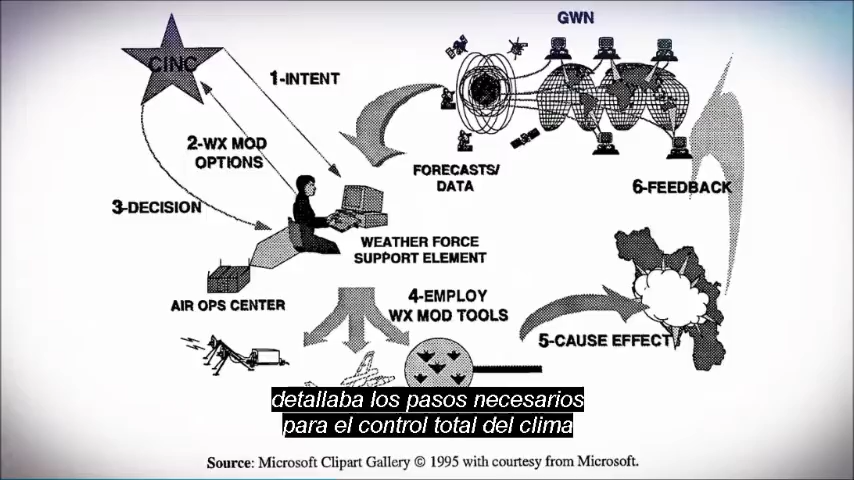 GWN
CINC
1-INTENT
2-WX MOD
OPTIONS
FORECASTS/
DATA
6-FEEDBACK
3-DECISION
WEATHER FORCE
SUPPORT ELEMENT
AIR OPS CENTER
4-EMPLOY
WX MOD TOOLS
5-CAUSE EFFECT
detallaba los pasos necesarios
para el control total del clima
Source: Microsoft Clipart Gallery © 1995 with courtesy from Microsoft.